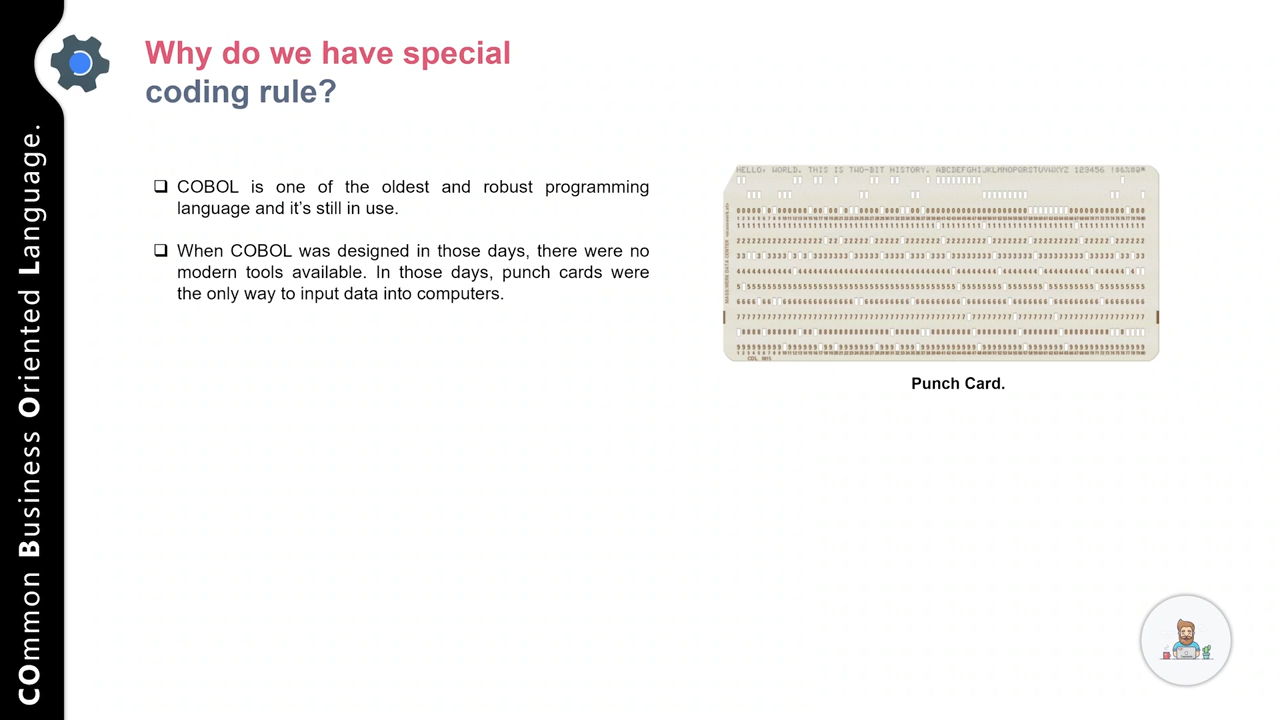 Why do we have special
coding rule?
❑ COBOL is one of the oldest and robust programming
language and it’s still in use.
❑ When COBOL was designed in those days, there were no
modern tools available. In those days, punch cards were
the only way to input data into computers.
HELLO, WORLD. THIS IS TWO-BIT HISTORY. ABCDEFGHIJKLMNOPQRSTUVWXYZ 123456
Punch Card.
COmmon Business Oriented Language.